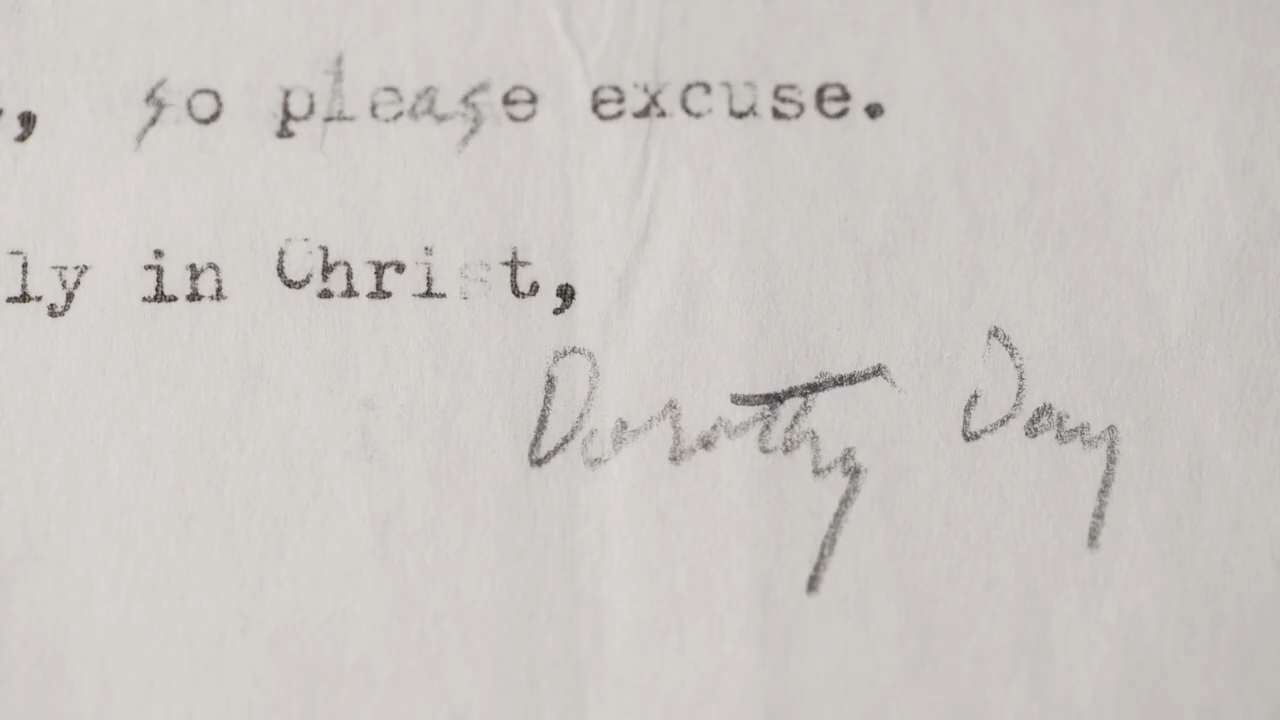 , so please excuse.
ly in Christ,
Dorothy Day